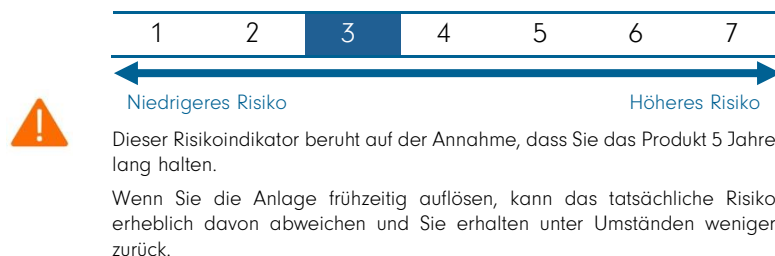 1 2 3 4 5 6 7
Niedrigeres Risiko Höheres Risiko
Dieser Risikoindikator beruht auf der Annahme, dass Sie das Produkt 5 Jahre
lang halten.
Wenn Sie die Anlage frühzeitig auflösen, kann das tatsächliche Risiko
erheblich davon abweichen und Sie erhalten unter Umständen weniger
zurück.